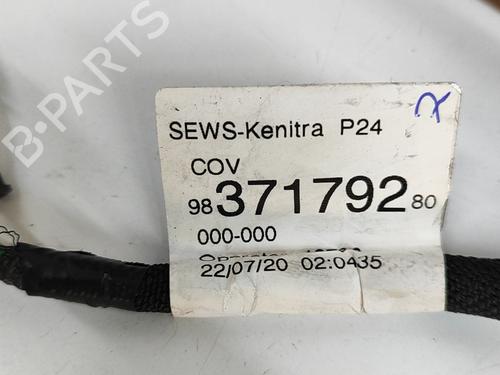 B-PARTS
SEWS-Kenitra P24
COV
98 371792 80
000-000
22/07/20 02:0435